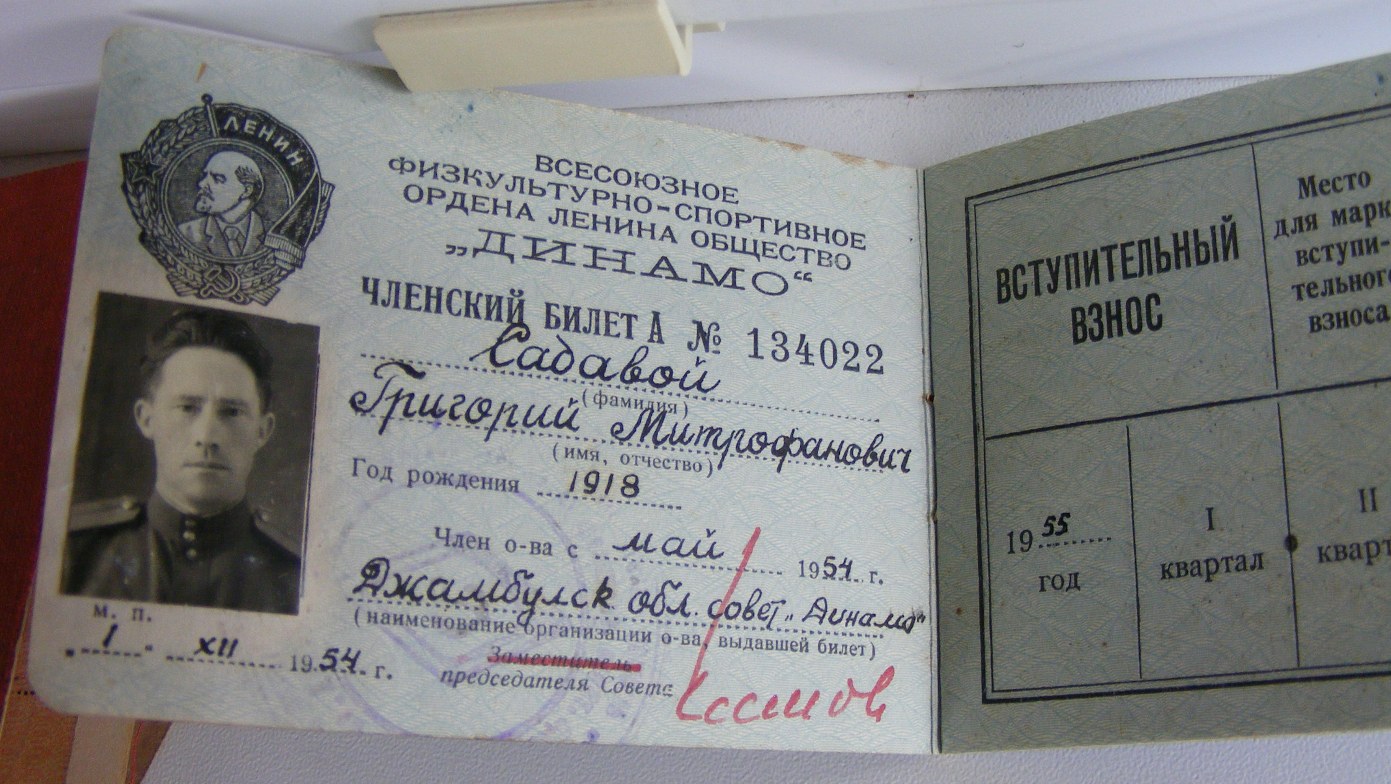 ЛЕНИН
ВСЕСОЮЗНОЕ
ФИЗКУЛЬТУРНО-СПОРТИВНОЕ
ОРДЕНА ЛЕНИНА ОБЩЕСТВО
„ДИНАМО“
ЧЛЕНСКИЙ БИЛЕТ А № 134022
Садавой
(фамилия)
Григорий Митрофанович
(имя, отчество)
Год рождения 1918
Член о-ва с май 1954 г.
Джамбулск обл. совет „Динамо"
(наименование организации о-ва, выдавшей билет)
м. п.
1 - XII 1954 г.
Заместитель
председателя Совета
ВСТУПИТЕЛЬНЫЙ
ВЗНОС
Место
для марк
вступи-
тельного
взноса
1955
год
I
квартал
II
кварт